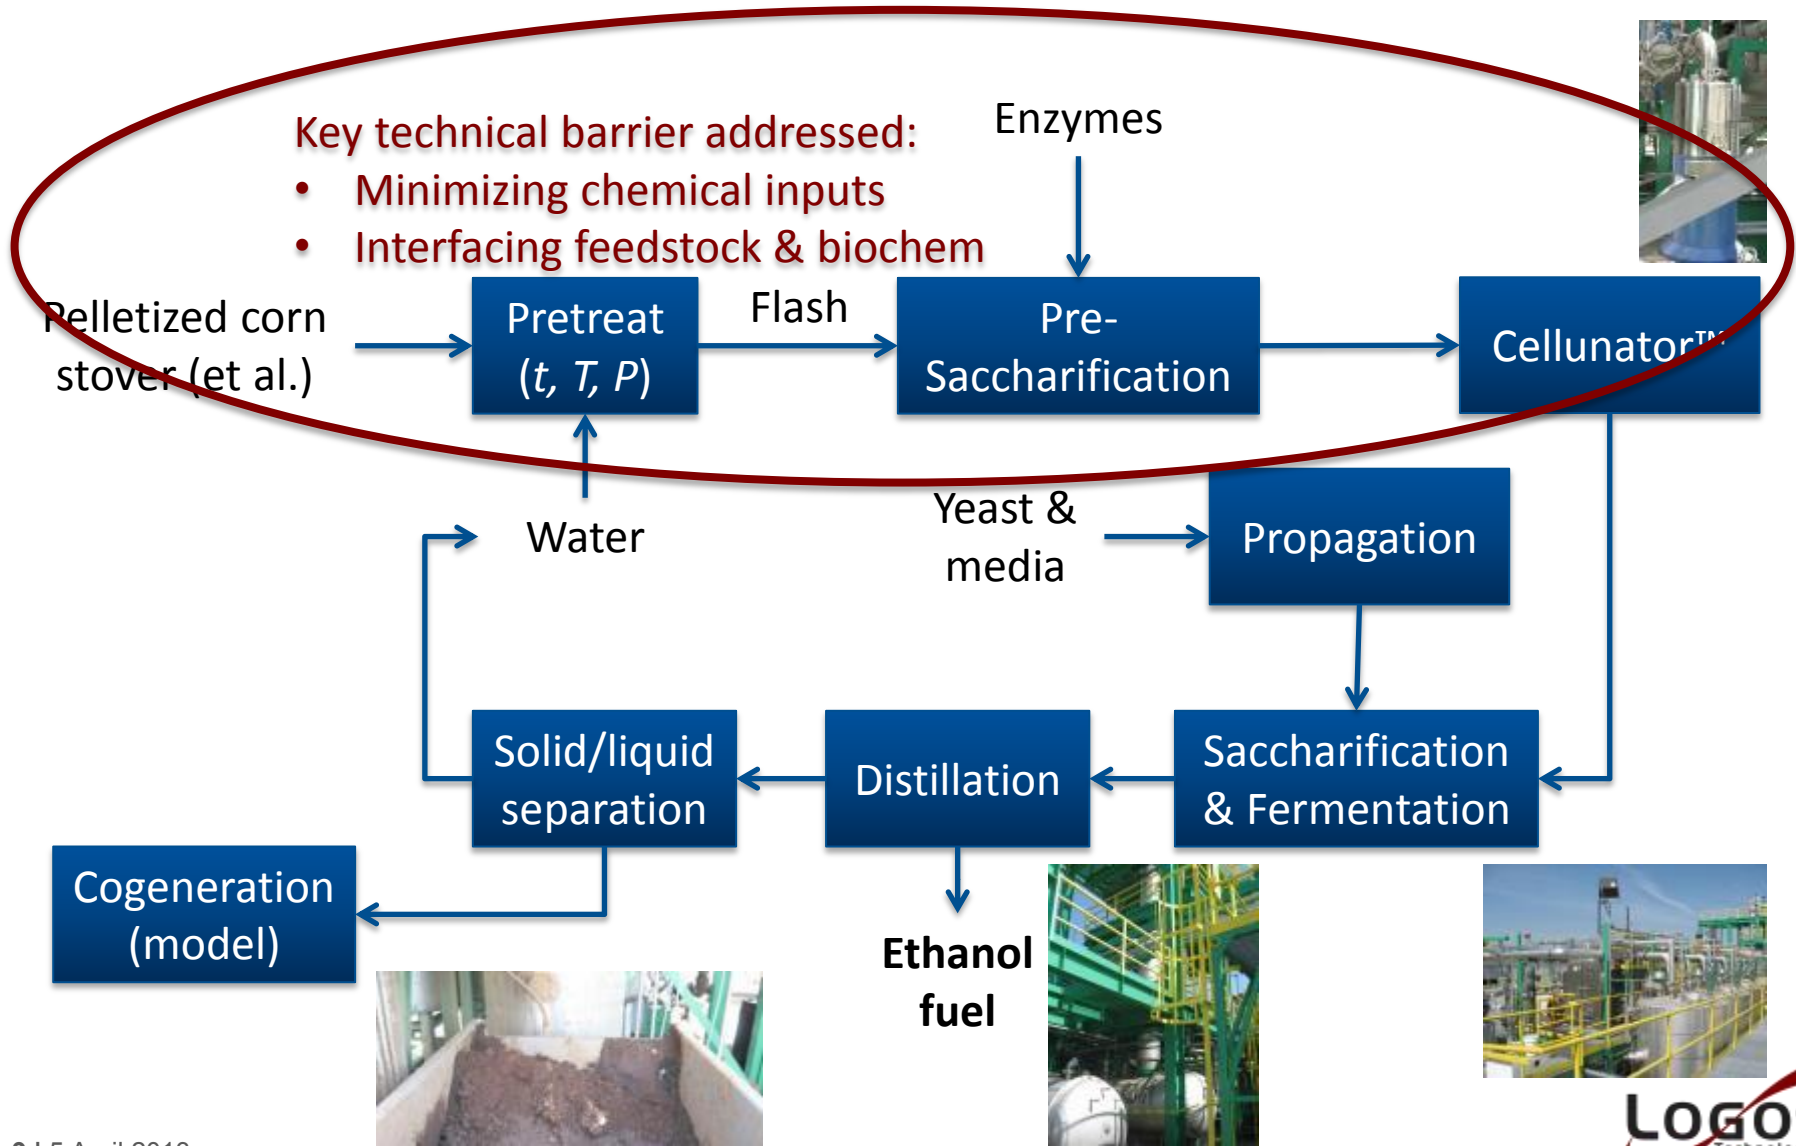 Key technical barrier addressed:
• Minimizing chemical inputs
• Interfacing feedstock & biochem
Enzymes
Pelletized corn
stover (et al.)
Pretreat
(t, T, P)
Flash
Pre-
Saccharification
Cellunator™
Water
Yeast &
media
Propagation
Solid/liquid
separation
Distillation
Saccharification
& Fermentation
Cogeneration
(model)
Ethanol
fuel